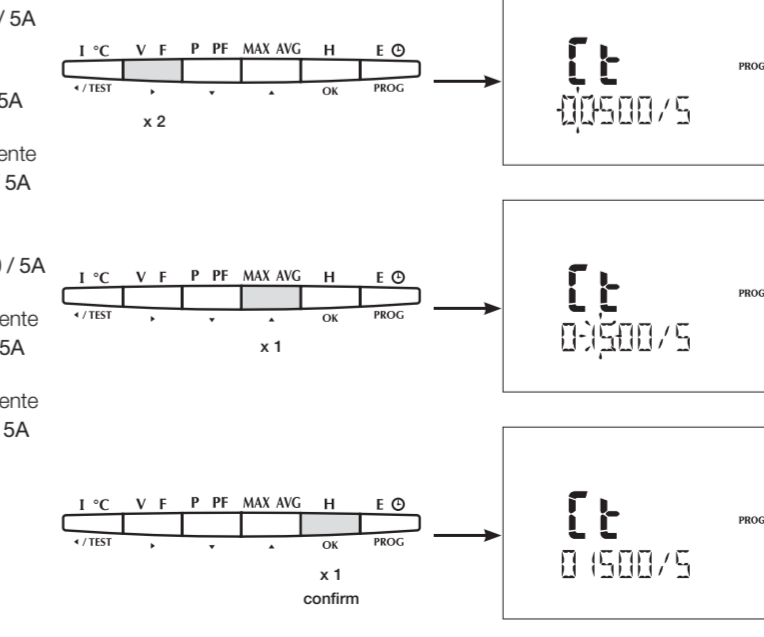 / 5A
5A
ente
/ 5A
) / 5A
ente
5A
ente
5A
I °C V F P PF MAX AVG H E
◂ / TEST ▸ ▾ ▴ OK PROG
x 2
Ct
00500/5
PROG
I °C V F P PF MAX AVG H E
◂ / TEST ▸ ▾ ▴ OK PROG
x 1
Ct
01500/5
PROG
I °C V F P PF MAX AVG H E
◂ / TEST ▸ ▾ ▴ OK PROG
x 1
confirm
Ct
01500/5
PROG